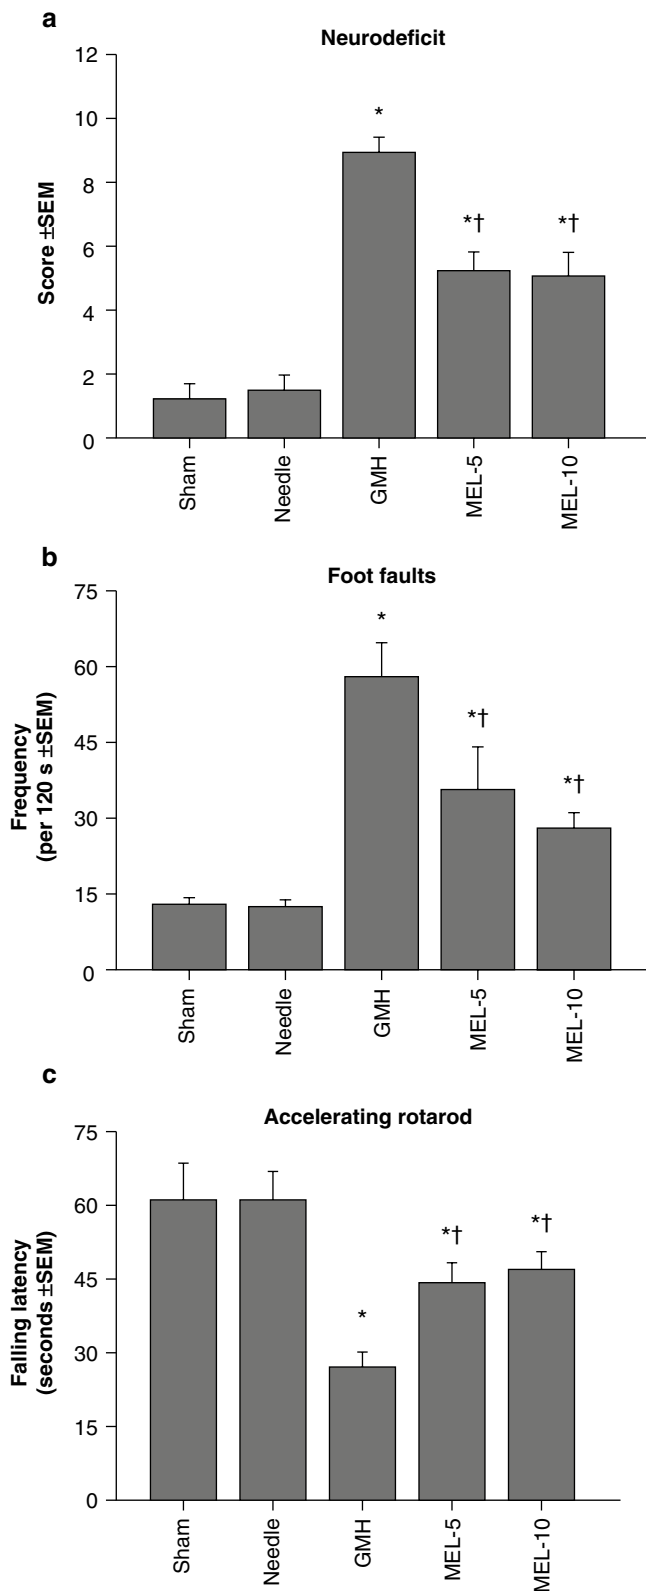 a
Neurodeficit
12
10
8
6
4
2
0
Score ±SEM
*
*†
*†
Sham
Needle
GMH
MEL-5
MEL-10
b
Foot faults
75
60
45
30
15
0
Frequency
(per 120 s ±SEM)
*
*†
*†
Sham
Needle
GMH
MEL-5
MEL-10
c
Accelerating rotarod
75
60
45
30
15
0
Falling latency
(seconds ±SEM)
*
*†
*†
Sham
Needle
GMH
MEL-5
MEL-10